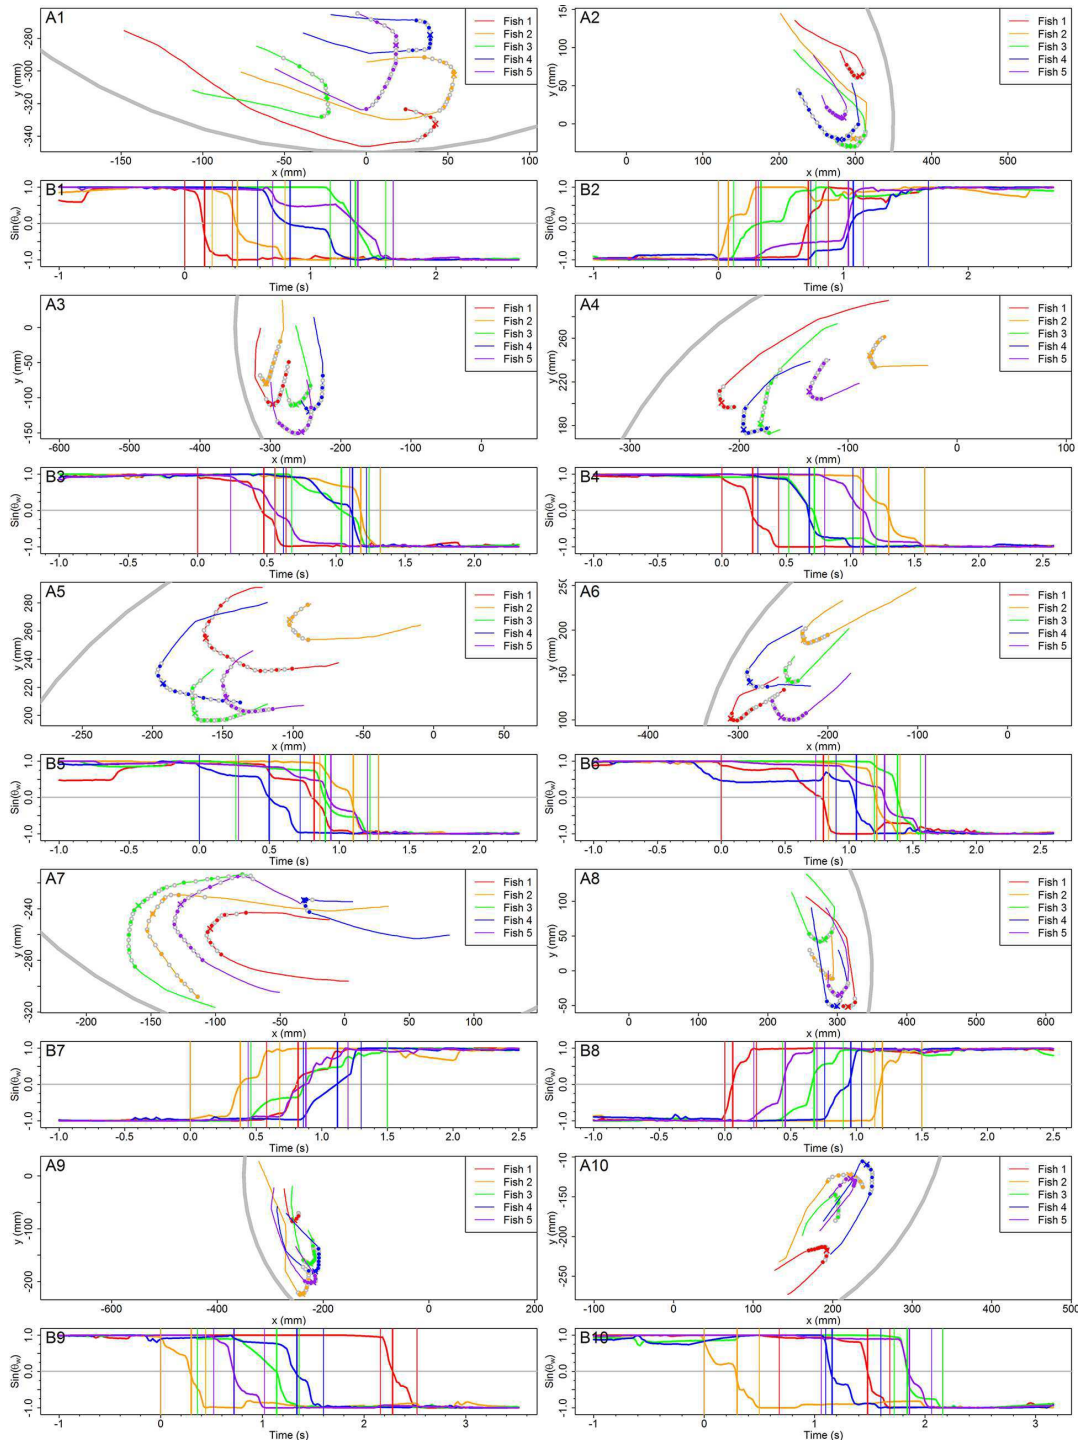 A1
y (mm)
-280
-300
-320
-340
Fish 1
Fish 2
Fish 3
Fish 4
Fish 5
-150 -100 -50 0 50 100
x (mm)
A2
y (mm)
150
100
50
0
Fish 1
Fish 2
Fish 3
Fish 4
Fish 5
0 100 200 300 400 500
x (mm)
B1
Sin(θw)
1.0
0.0
-1.0
-1 0 1 2
Time (s)
B2
Sin(θw)
1.0
0.0
-1.0
-1 0 1 2
Time (s)
A3
y (mm)
0
-50
-100
-150
Fish 1
Fish 2
Fish 3
Fish 4
Fish 5
-600 -500 -400 -300 -200 -100 0
x (mm)
A4
y (mm)
260
220
180
Fish 1
Fish 2
Fish 3
Fish 4
Fish 5
-300 -200 -100 0 100
x (mm)
B3
Sin(θw)
1.0
0.0
-1.0
-1.0 -0.5 0.0 0.5 1.0 1.5 2.0
Time (s)
B4
Sin(θw)
1.0
0.0
-1.0
-1.0 -0.5 0.0 0.5 1.0 1.5 2.0 2.5
Time (s)
A5
y (mm)
280
260
240
220
200
Fish 1
Fish 2
Fish 3
Fish 4
Fish 5
-250 -200 -150 -100 -50 0 50
x (mm)
A6
y (mm)
250
200
150
100
Fish 1
Fish 2
Fish 3
Fish 4
Fish 5
-400 -300 -200 -100 0
x (mm)
B5
Sin(θw)
1.0
0.0
-1.0
-1.0 -0.5 0.0 0.5 1.0 1.5 2.0
Time (s)
B6
Sin(θw)
1.0
0.0
-1.0
-1.0 -0.5 0.0 0.5 1.0 1.5 2.0 2.5
Time (s)
A7
y (mm)
-240
-280
-320
Fish 1
Fish 2
Fish 3
Fish 4
Fish 5
-200 -150 -100 -50 0 50 100
x (mm)
A8
y (mm)
100
50
0
-50
Fish 1
Fish 2
Fish 3
Fish 4
Fish 5
0 100 200 300 400 500 600
x (mm)
B7
Sin(θw)
1.0
0.0
-1.0
-1.0 -0.5 0.0 0.5 1.0 1.5 2.0 2.5
Time (s)
B8
Sin(θw)
1.0
0.0
-1.0
-1.0 -0.5 0.0 0.5 1.0 1.5 2.0 2.5
Time (s)
A9
y (mm)
0
-100
-200
Fish 1
Fish 2
Fish 3
Fish 4
Fish 5
-600 -400 -200 0 200
x (mm)
A10
y (mm)
-150
-200
-250
Fish 1
Fish 2
Fish 3
Fish 4
Fish 5
-100 0 100 200 300 400 500
x (mm)
B9
Sin(θw)
1.0
0.0
-1.0
-1 0 1 2 3
Time (s)
B10
Sin(θw)
1.0
0.0
-1.0
-1 0 1 2 3
Time (s)